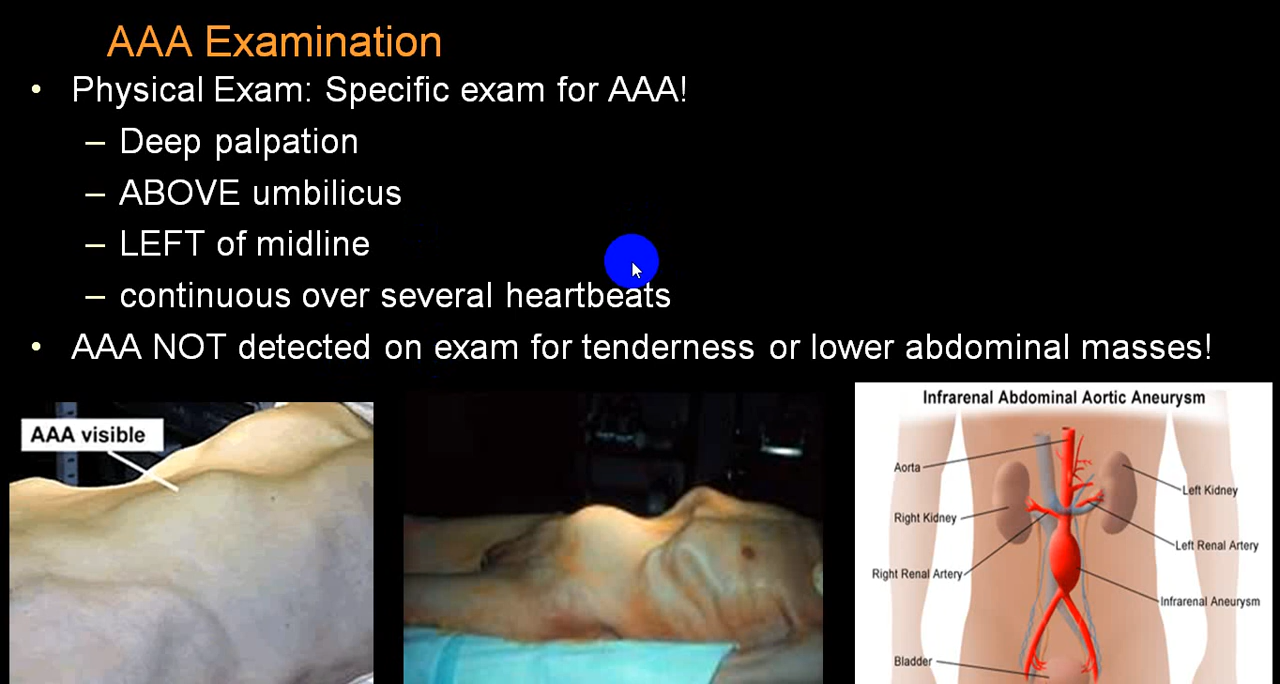 AAA Examination
• Physical Exam: Specific exam for AAA!
– Deep palpation
– ABOVE umbilicus
– LEFT of midline
– continuous over several heartbeats
• AAA NOT detected on exam for tenderness or lower abdominal masses!
AAA visible
Infrarenal Abdominal Aortic Aneurysm
Aorta
Left Kidney
Right Kidney
Left Renal Artery
Right Renal Artery
Infrarenal Aneurysm
Bladder